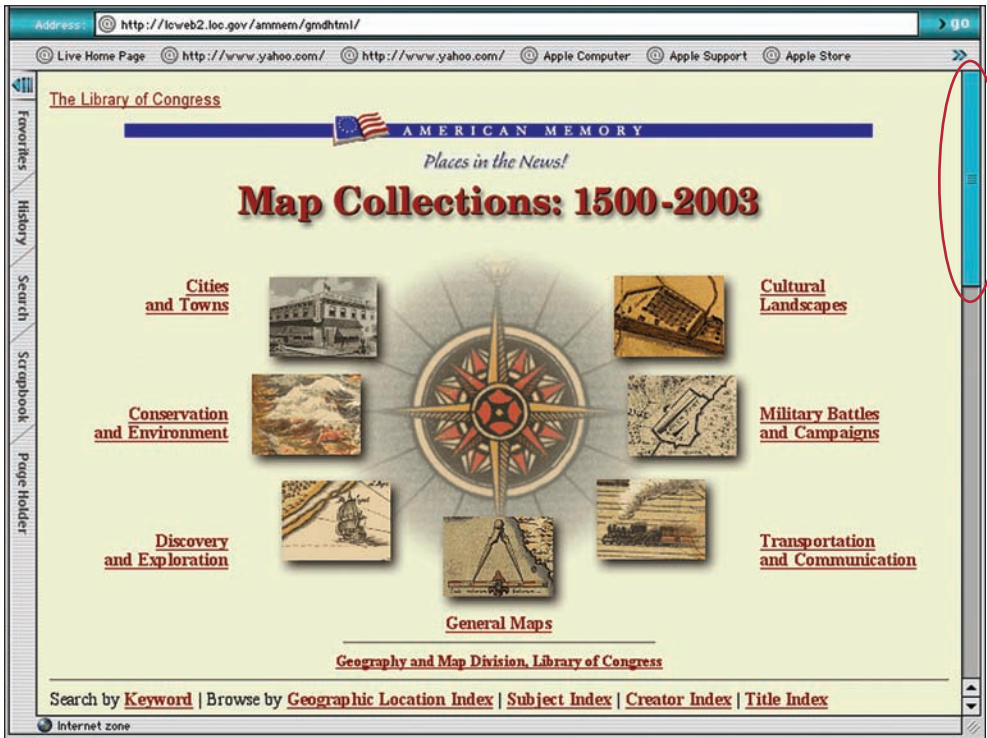 Address: http://lcweb2.loc.gov/ammem/gmdhtml/ go
Live Home Page http://www.yahoo.com/ http://www.yahoo.com/ Apple Computer Apple Support Apple Store
Favorites
History
Search
Scrapbook
Page Holder
The Library of Congress
AMERICAN MEMORY
Places in the News!
Map Collections: 1500-2003
Cities
and Towns
Cultural
Landscapes
Conservation
and Environment
Military Battles
and Campaigns
Discovery
and Exploration
Transportation
and Communication
General Maps
Geography and Map Division, Library of Congress
Search by Keyword | Browse by Geographic Location Index | Subject Index | Creator Index | Title Index
Internet zone